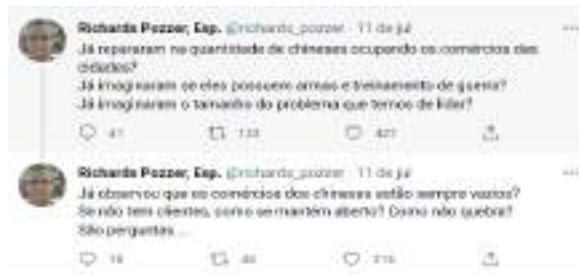 Richards Pozzer, Esp. @richards_pozzer · 11 de jul
Já repararam na quantidade de chineses ocupando os comércios das
cidades?
Já imaginaram se eles possuem armas e treinamento de guerra?
Já imaginaram o tamanho do problema que temos de lidar?
41 133 421
Richards Pozzer, Esp. @richards_pozzer · 11 de jul
Já observou que os comércios dos chineses estão sempre vazios?
Se não tem clientes, como se mantém aberto? Como não quebra?
São perguntas...